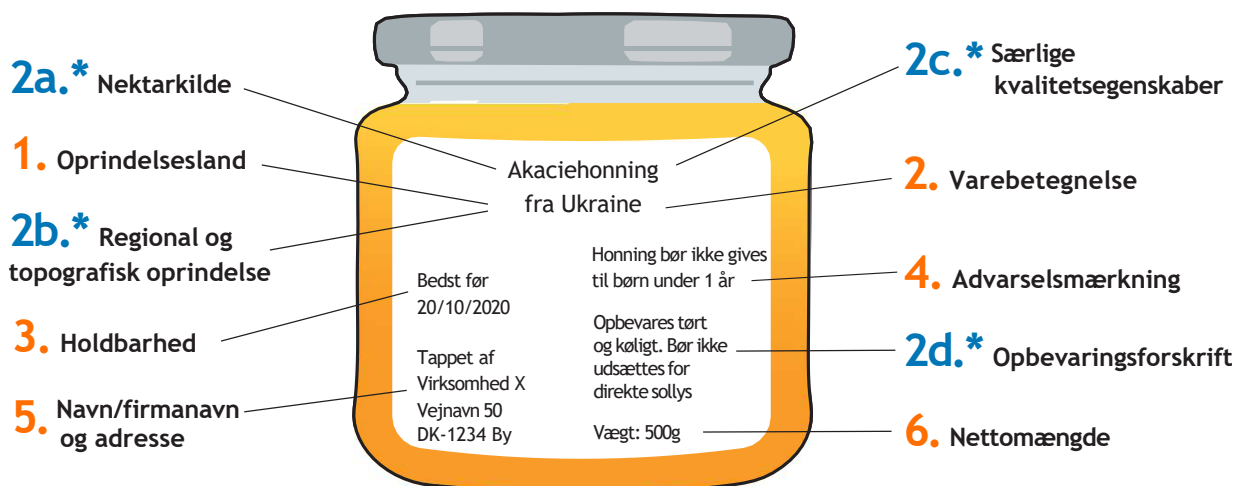 2a.* Nektarkilde
1. Oprindelsesland
2b.* Regional og
topografisk oprindelse
3. Holdbarhed
5. Navn/firmanavn
og adresse
Akaciehonning
fra Ukraine
Bedst før
20/10/2020
Tappet af
Virksomhed X
Vejnavn 50
DK-1234 By
Honning bør ikke gives
til børn under 1 år
Opbevares tørt
og køligt. Bør ikke
udsættes for
direkte sollys
Vægt: 500g
2c.* Særlige
kvalitetsegenskaber
2. Varebetegnelse
4. Advarselsmærkning
2d.* Opbevaringsforskrift
6. Nettomængde